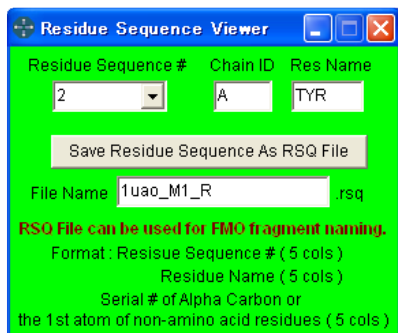 Residue Sequence Viewer
Residue Sequence # Chain ID Res Name
2 A TYR
Save Residue Sequence As RSQ File
File Name 1uao_M1_R .rsq
RSQ File can be used for FMO fragment naming.
Format : Resisue Sequence # ( 5 cols )
Residue Name ( 5 cols )
Serial # of Alpha Carbon or
the 1st atom of non-amino acid residues ( 5 cols )